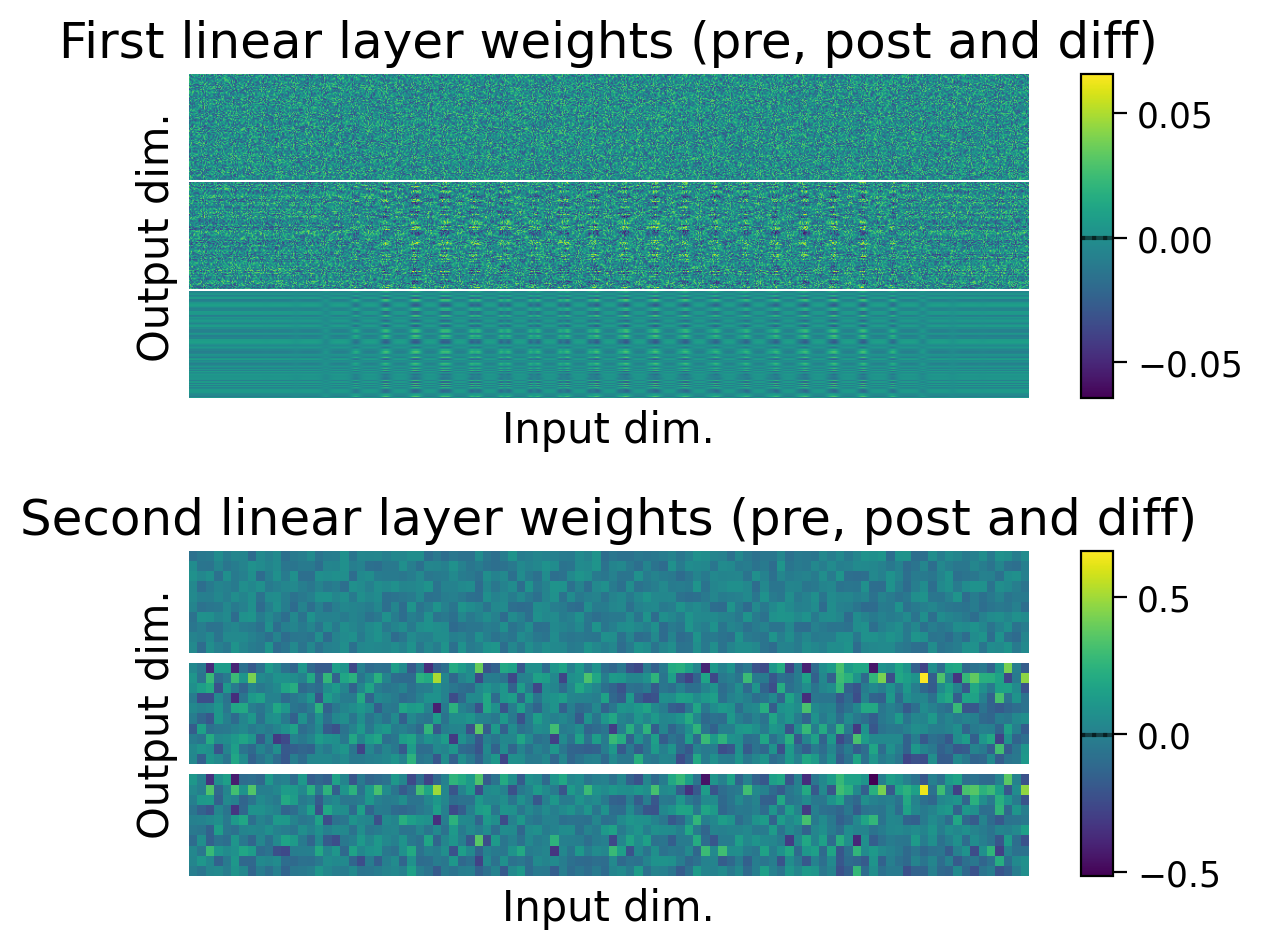 First linear layer weights (pre, post and diff)
Output dim.
0.05
0.00
−0.05
Input dim.
Second linear layer weights (pre, post and diff)
Output dim.
0.5
0.0
−0.5
Input dim.